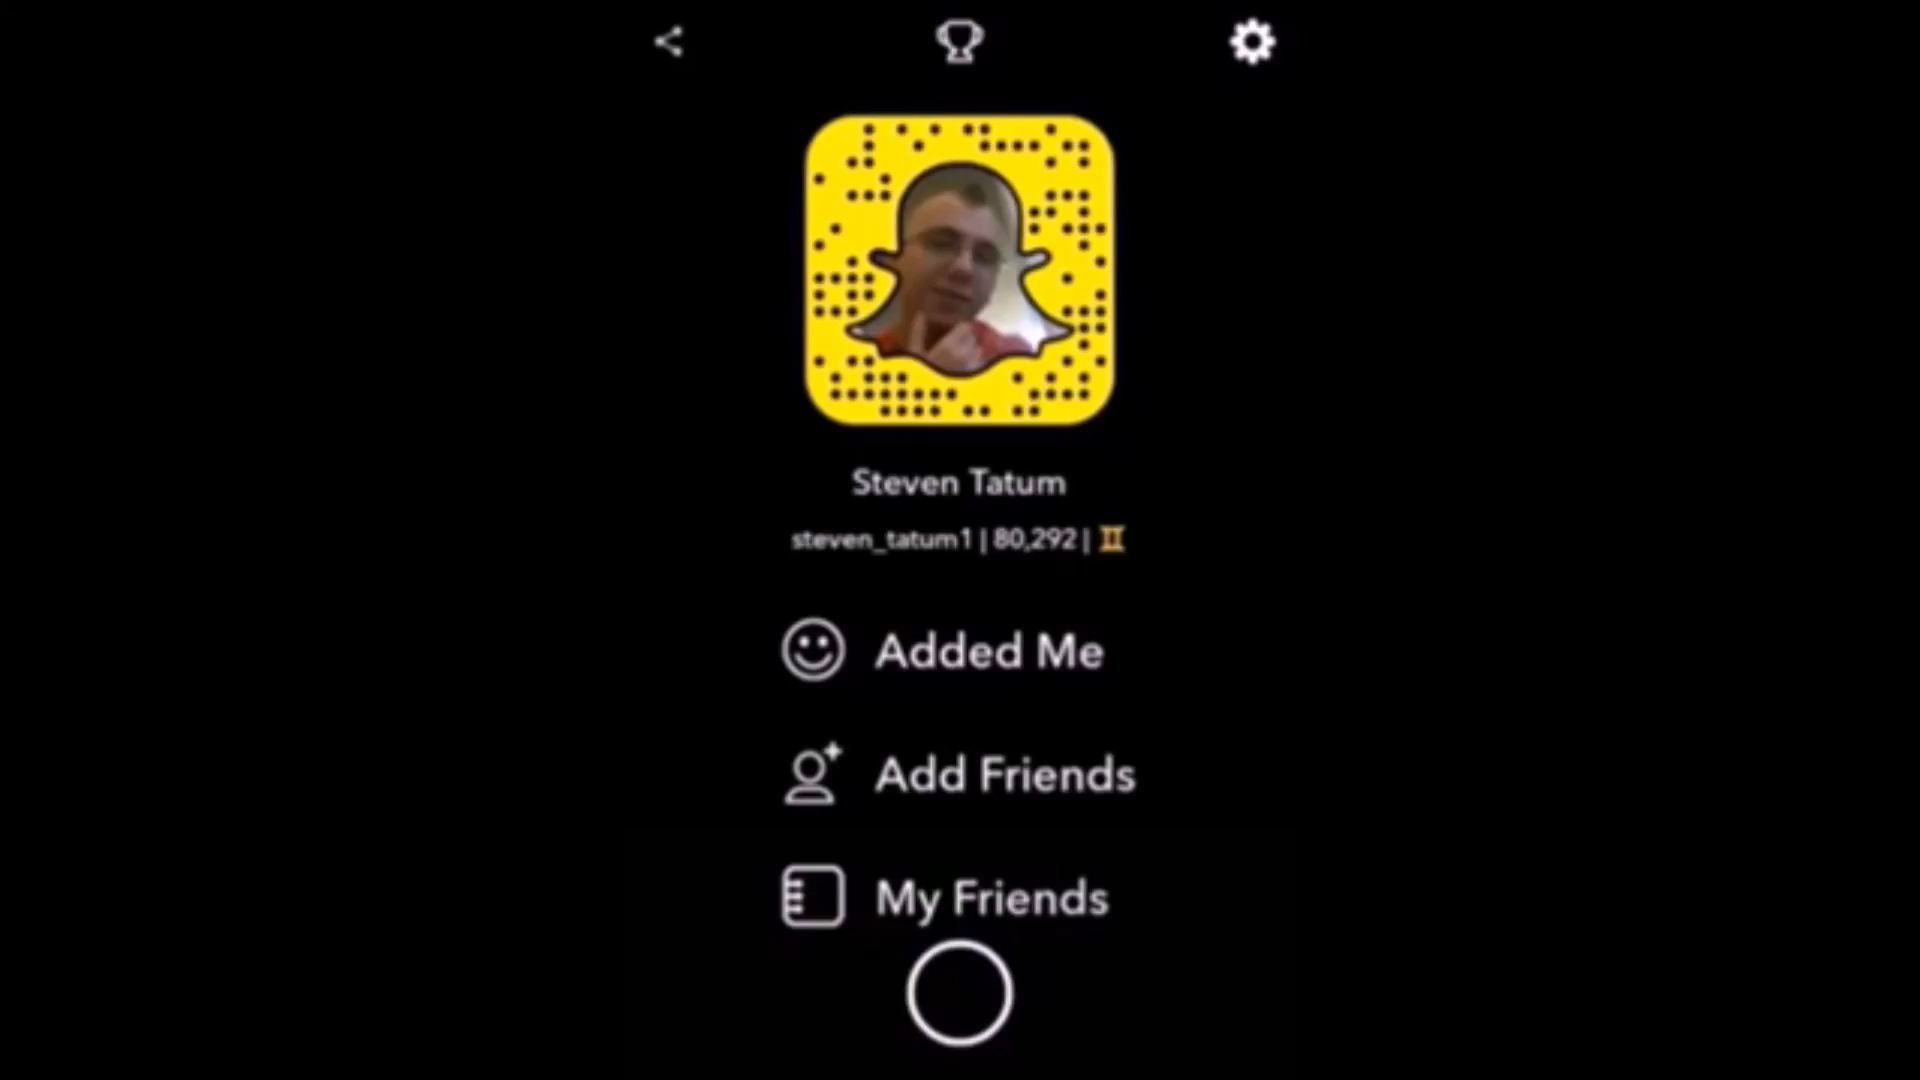 Steven Tatum
steven_tatum1 | 80,292 | ♊
Added Me
Add Friends
My Friends